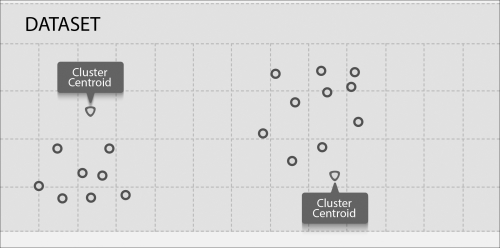 DATASET
Cluster
Centroid
Cluster
Centroid